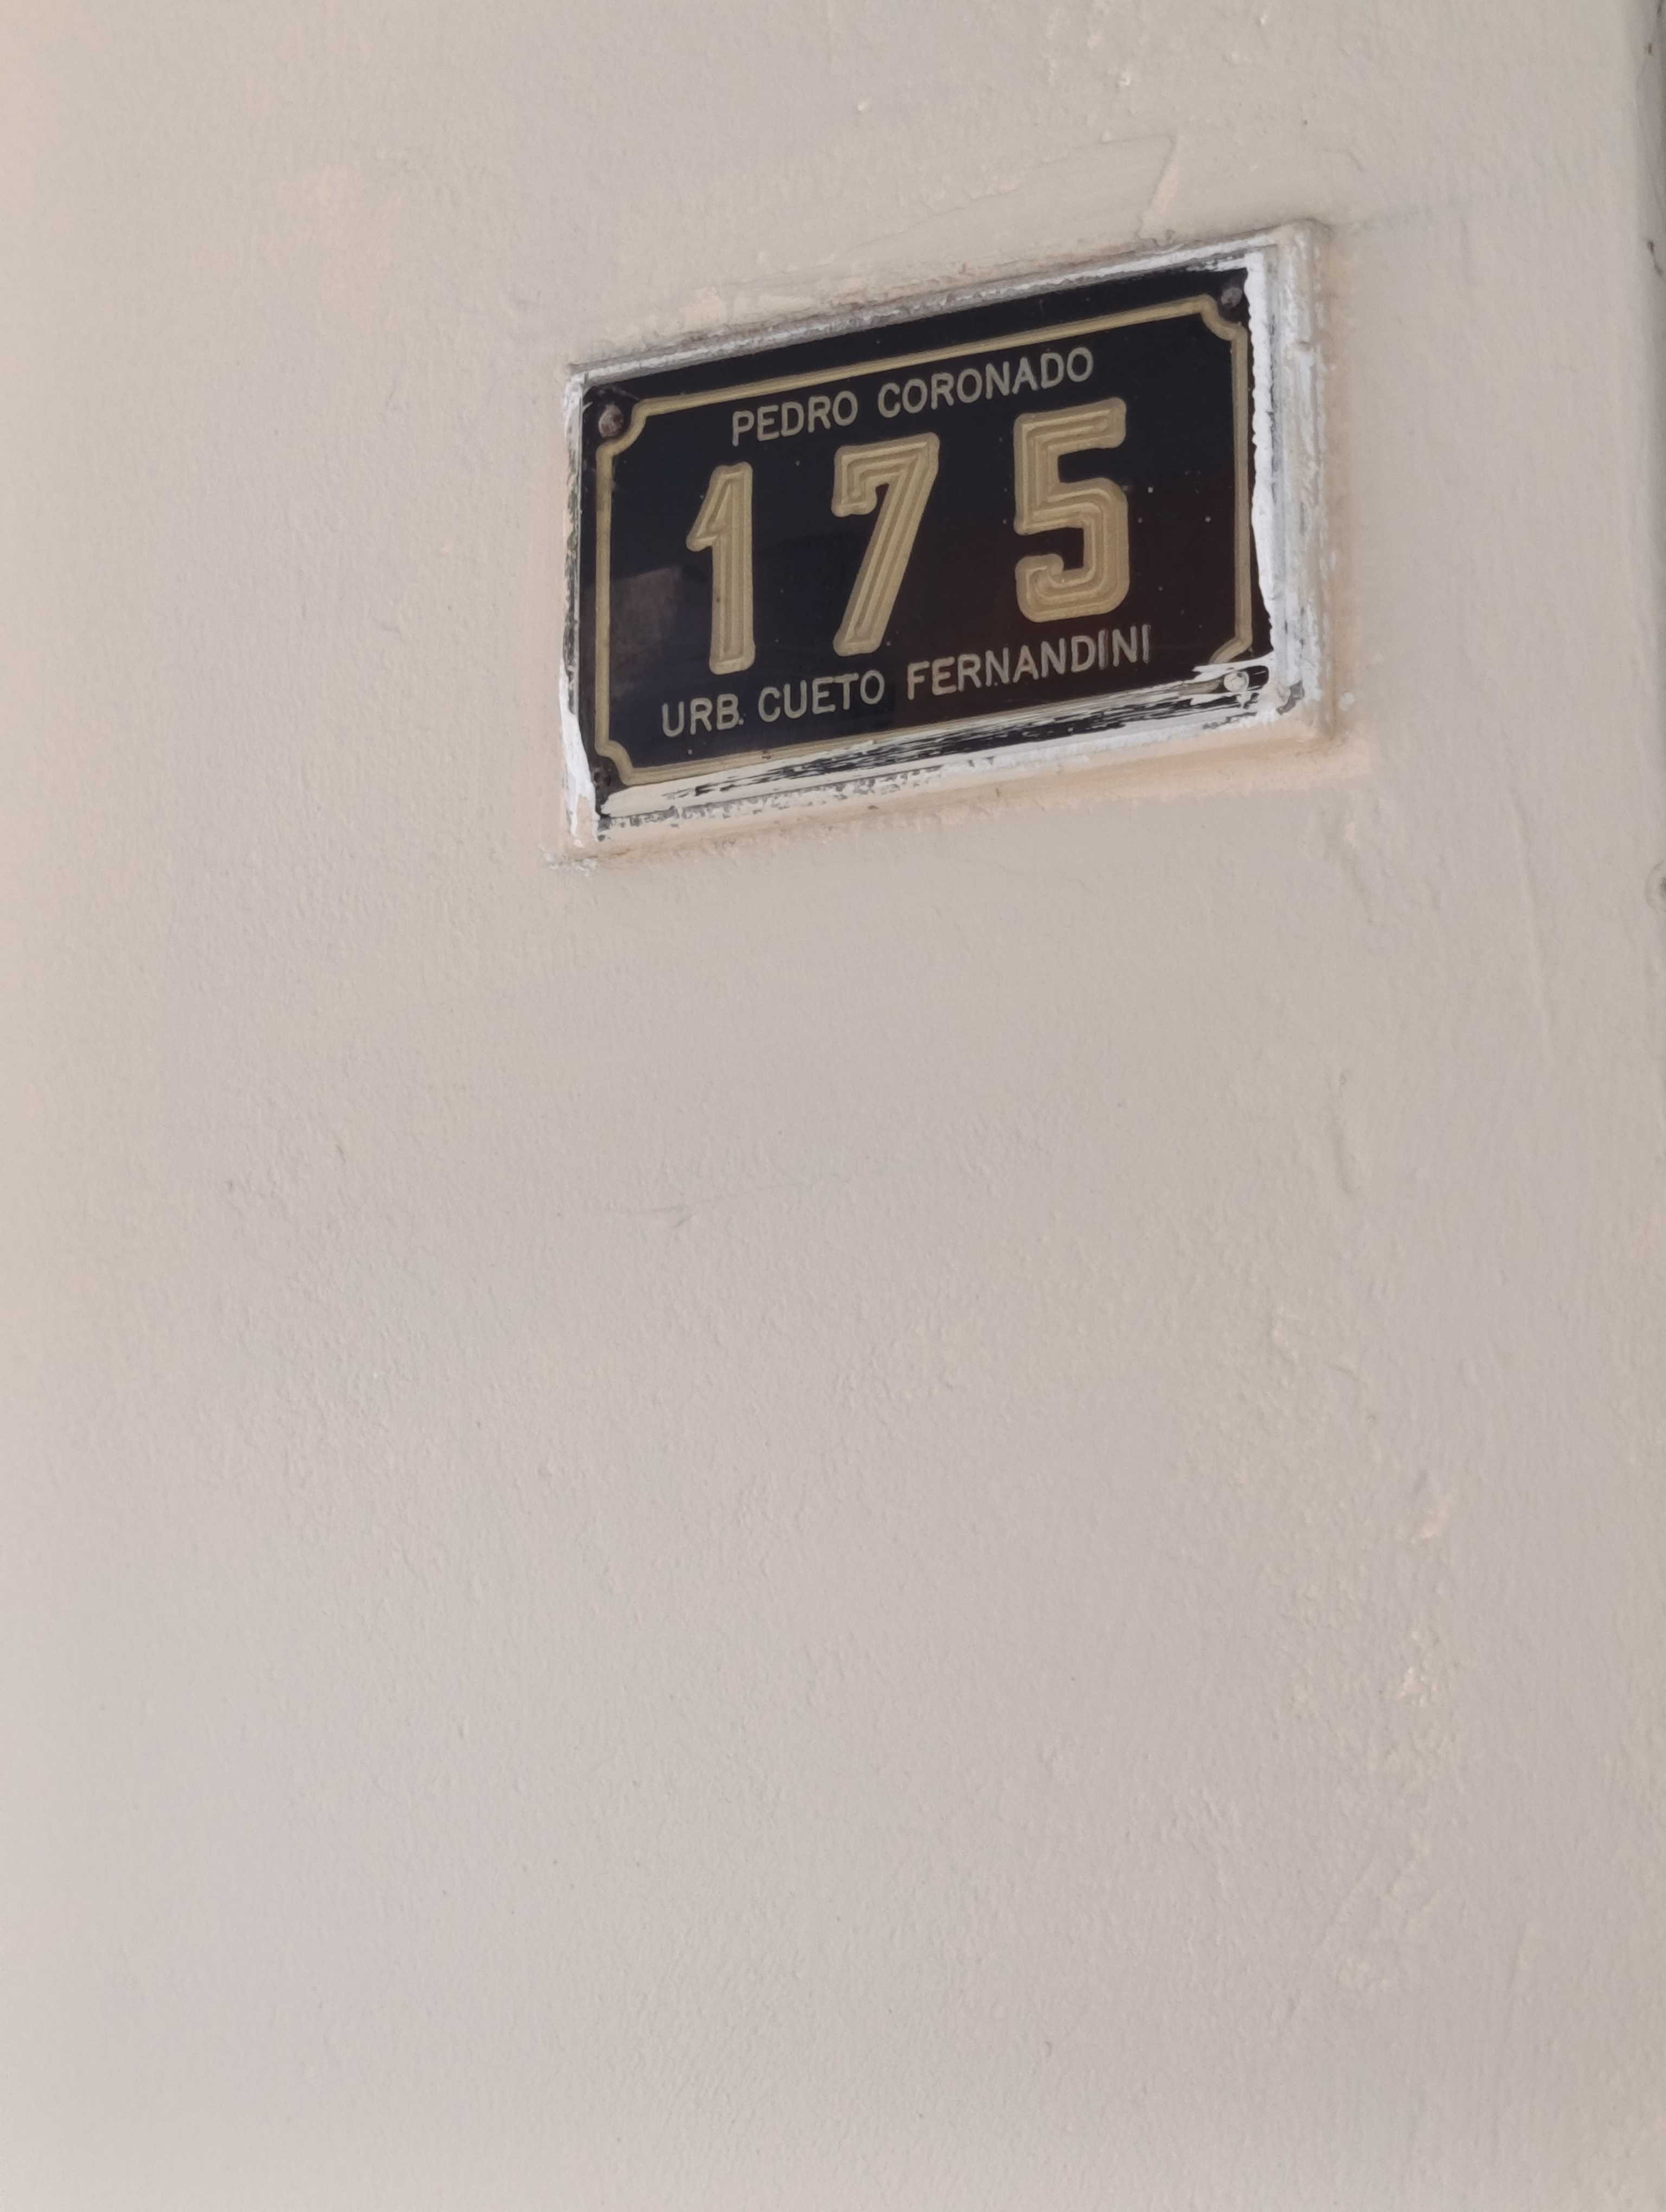 PEDRO CORONADO
175
URB. CUETO FERNANDINI